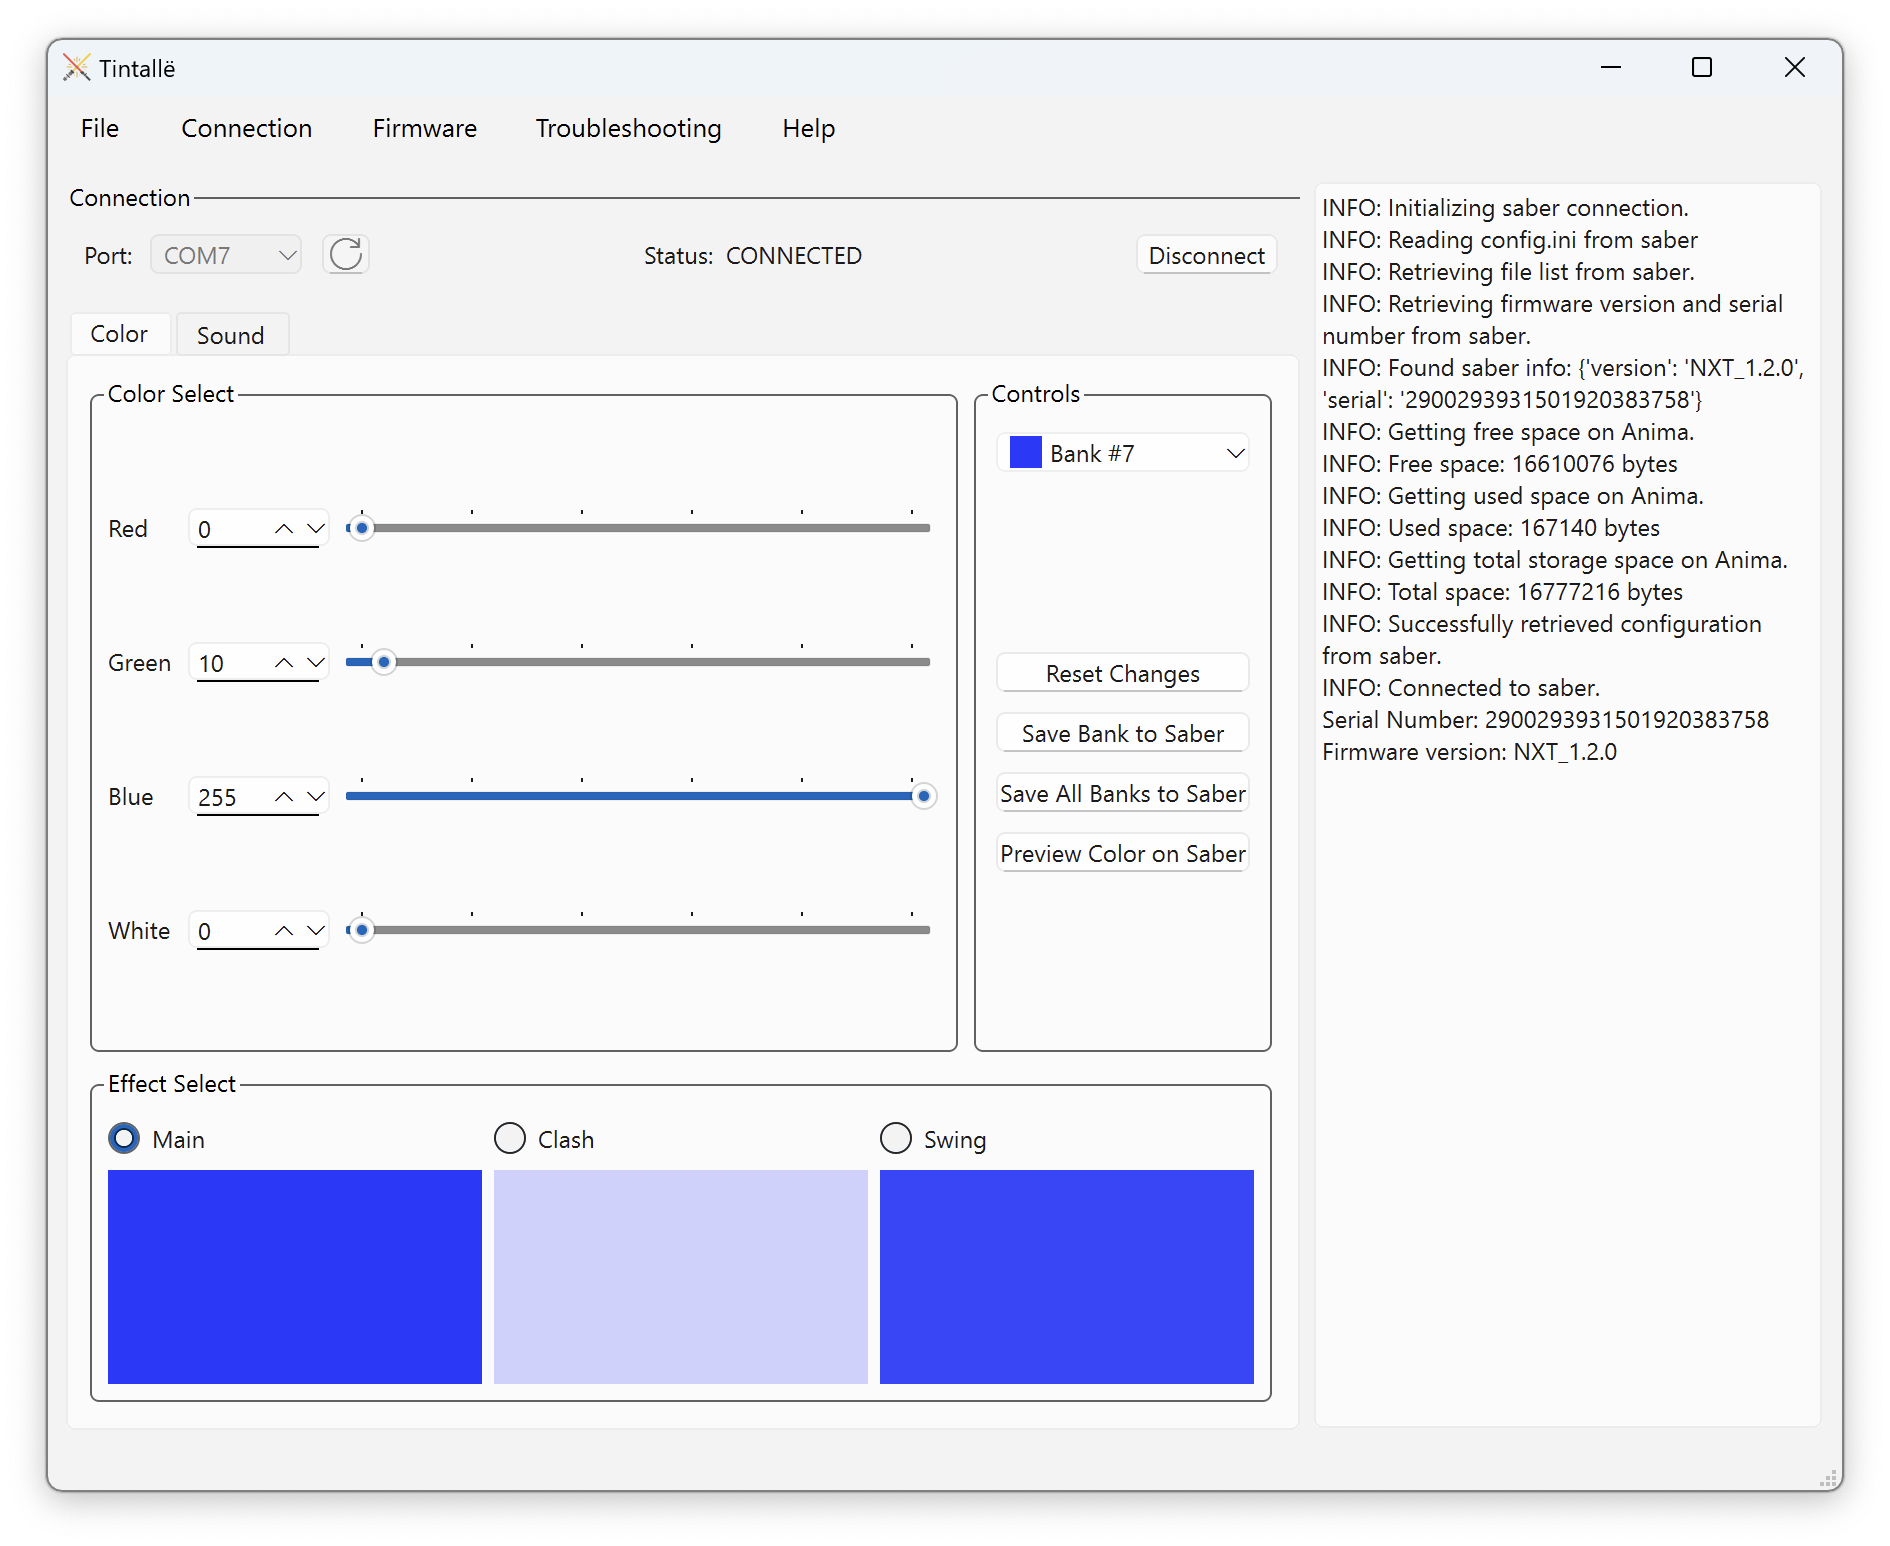 Tintallë
File Connection Firmware Troubleshooting Help
Connection
Port: COM7 Status: CONNECTED Disconnect
Color Sound
Color Select
Red 0
Green 10
Blue 255
White 0
Controls
Bank #7
Reset Changes
Save Bank to Saber
Save All Banks to Saber
Preview Color on Saber
Effect Select
Main Clash Swing
INFO: Initializing saber connection.
INFO: Reading config.ini from saber
INFO: Retrieving file list from saber.
INFO: Retrieving firmware version and serial
number from saber.
INFO: Found saber info: {'version': 'NXT_1.2.0',
'serial': '2900293931501920383758'}
INFO: Getting free space on Anima.
INFO: Free space: 16610076 bytes
INFO: Getting used space on Anima.
INFO: Used space: 167140 bytes
INFO: Getting total storage space on Anima.
INFO: Total space: 16777216 bytes
INFO: Successfully retrieved configuration
from saber.
INFO: Connected to saber.
Serial Number: 2900293931501920383758
Firmware version: NXT_1.2.0